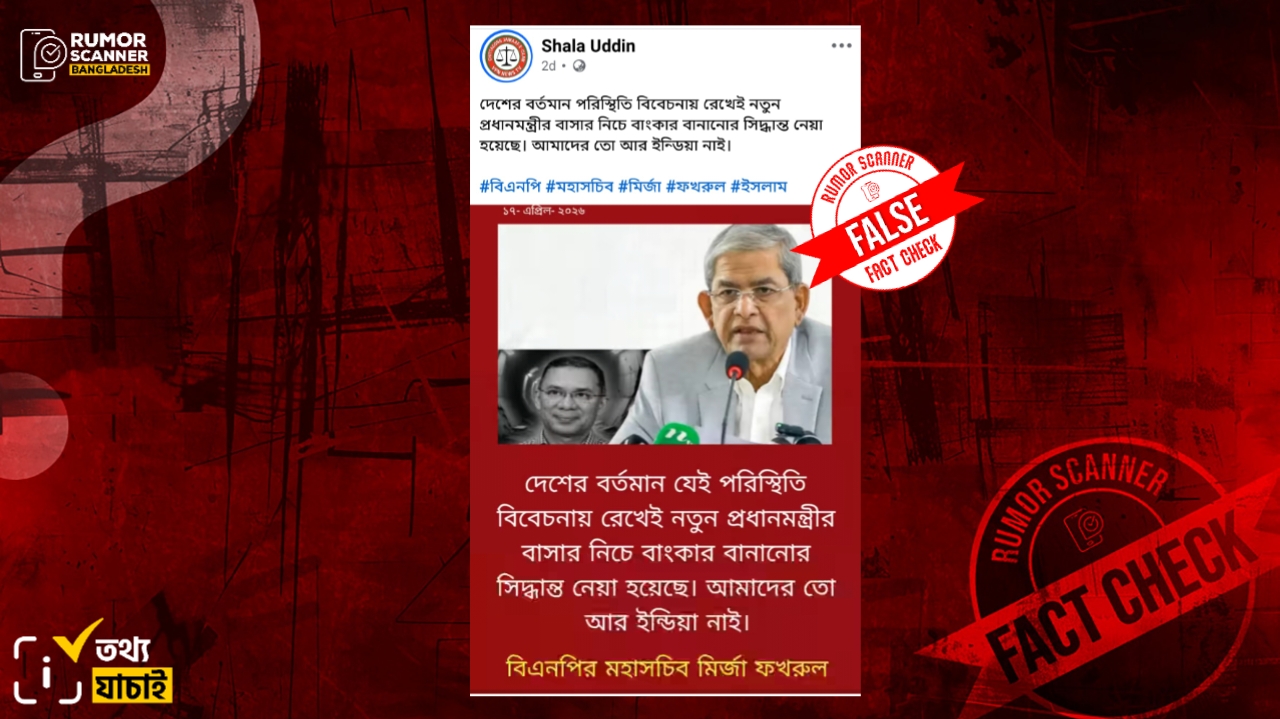 RUMOR
SCANNER
BANGLADESH
Shala Uddin
2d
দেশের বর্তমান পরিস্থিতি বিবেচনায় রেখেই নতুন
প্রধানমন্ত্রীর বাসার নিচে বাংকার বানানোর সিদ্ধান্ত নেয়া
হয়েছে। আমাদের তো আর ইন্ডিয়া নাই।
#বিএনপি #মহাসচিব #মির্জা #ফখরুল #ইসলাম
১৭- এপ্রিল- ২০২৬
RUMOR SCANNER
FALSE
FACT CHECK
দেশের বর্তমান যেই পরিস্থিতি
বিবেচনায় রেখেই নতুন প্রধানমন্ত্রীর
বাসার নিচে বাংকার বানানোর
সিদ্ধান্ত নেয়া হয়েছে। আমাদের তো
আর ইন্ডিয়া নাই।
বিএনপির মহাসচিব মির্জা ফখরুল
RUMOR SCANNER
FACT CHECK
তথ্য
যাচাই